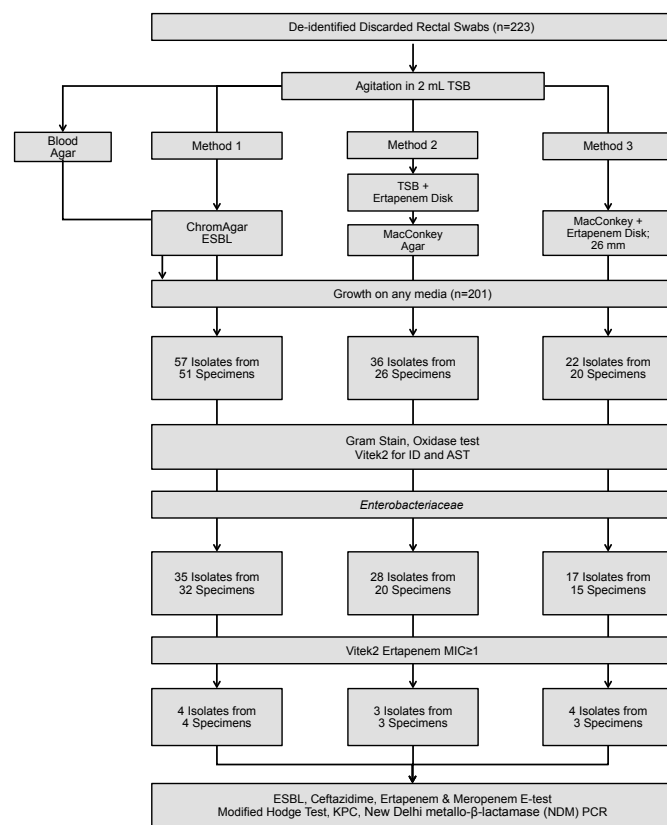 De-identified Discarded Rectal Swabs (n=223)
Agitation in 2 mL TSB
Blood
Agar
Method 1
Method 2
Method 3
TSB +
Ertapenem Disk
ChromAgar
ESBL
MacConkey
Agar
MacConkey +
Ertapenem Disk;
26 mm
Growth on any media (n=201)
57 Isolates from
51 Specimens
36 Isolates from
26 Specimens
22 Isolates from
20 Specimens
Gram Stain, Oxidase test
Vitek2 for ID and AST
Enterobacteriaceae
35 Isolates from
32 Specimens
28 Isolates from
20 Specimens
17 Isolates from
15 Specimens
Vitek2 Ertapenem MIC≥1
4 Isolates from
4 Specimens
3 Isolates from
3 Specimens
4 Isolates from
3 Specimens
ESBL, Ceftazidime, Ertapenem & Meropenem E-test
Modified Hodge Test, KPC, New Delhi metallo-β-lactamase (NDM) PCR